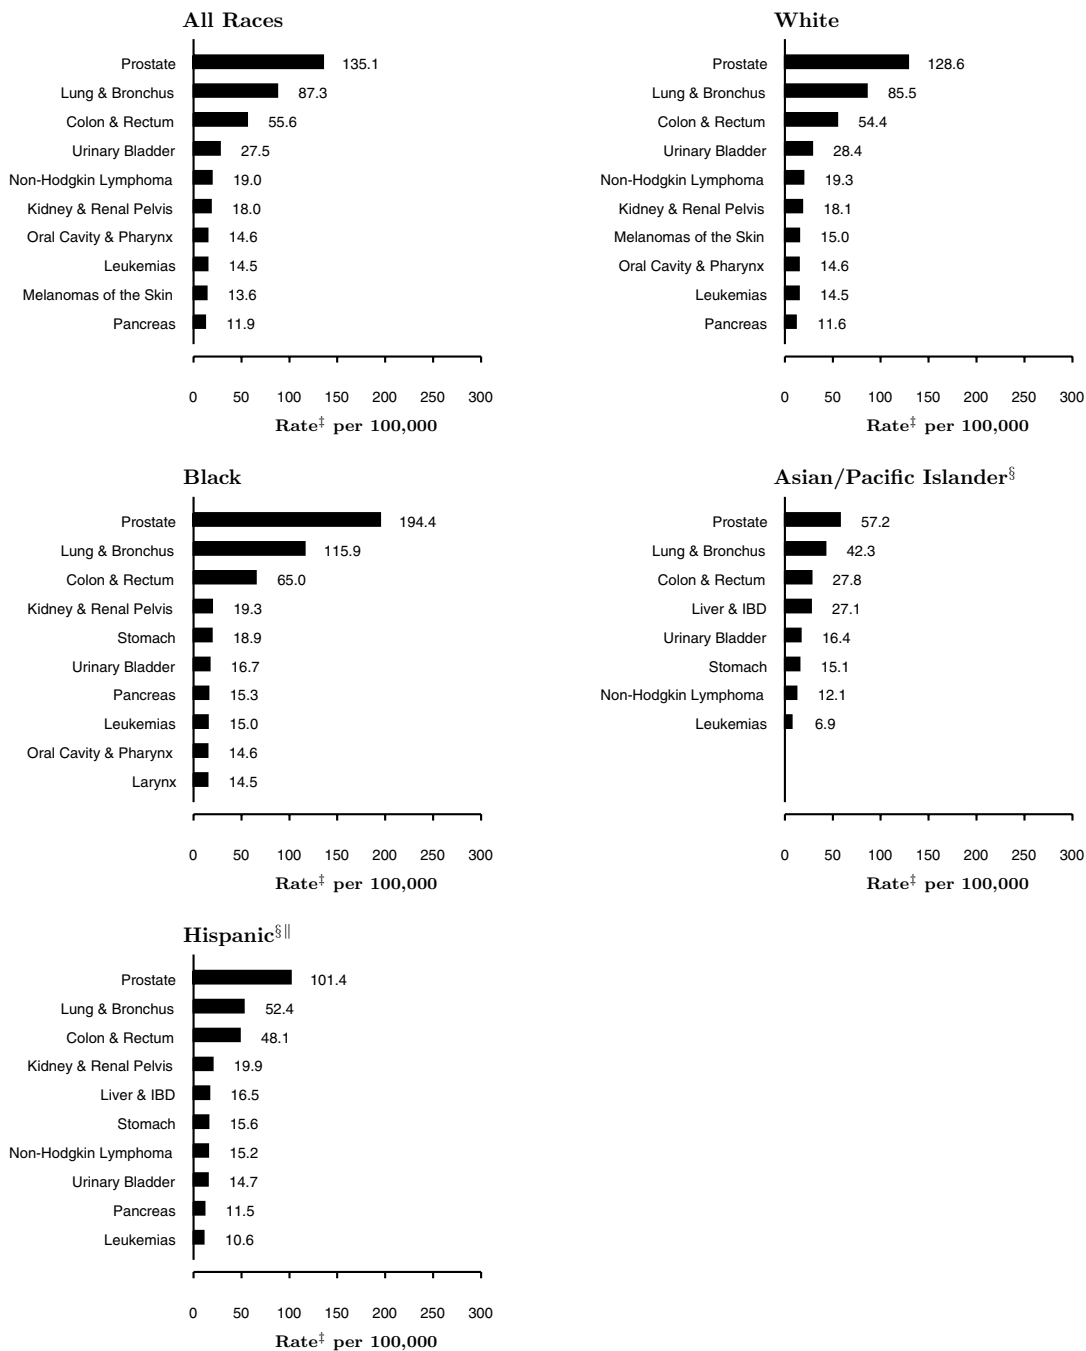 All Races
Prostate 135.1
Lung & Bronchus 87.3
Colon & Rectum 55.6
Urinary Bladder 27.5
Non-Hodgkin Lymphoma 19.0
Kidney & Renal Pelvis 18.0
Oral Cavity & Pharynx 14.6
Leukemias 14.5
Melanomas of the Skin 13.6
Pancreas 11.9
0 50 100 150 200 250 300
Rate‡ per 100,000
White
Prostate 128.6
Lung & Bronchus 85.5
Colon & Rectum 54.4
Urinary Bladder 28.4
Non-Hodgkin Lymphoma 19.3
Kidney & Renal Pelvis 18.1
Melanomas of the Skin 15.0
Oral Cavity & Pharynx 14.6
Leukemias 14.5
Pancreas 11.6
0 50 100 150 200 250 300
Rate‡ per 100,000
Black
Prostate 194.4
Lung & Bronchus 115.9
Colon & Rectum 65.0
Kidney & Renal Pelvis 19.3
Stomach 18.9
Urinary Bladder 16.7
Pancreas 15.3
Leukemias 15.0
Oral Cavity & Pharynx 14.6
Larynx 14.5
0 50 100 150 200 250 300
Rate‡ per 100,000
Asian/Pacific Islander§
Prostate 57.2
Lung & Bronchus 42.3
Colon & Rectum 27.8
Liver & IBD 27.1
Urinary Bladder 16.4
Stomach 15.1
Non-Hodgkin Lymphoma 12.1
Leukemias 6.9
0 50 100 150 200 250 300
Rate‡ per 100,000
Hispanic§‖
Prostate 101.4
Lung & Bronchus 52.4
Colon & Rectum 48.1
Kidney & Renal Pelvis 19.9
Liver & IBD 16.5
Stomach 15.6
Non-Hodgkin Lymphoma 15.2
Urinary Bladder 14.7
Pancreas 11.5
Leukemias 10.6
0 50 100 150 200 250 300
Rate‡ per 100,000